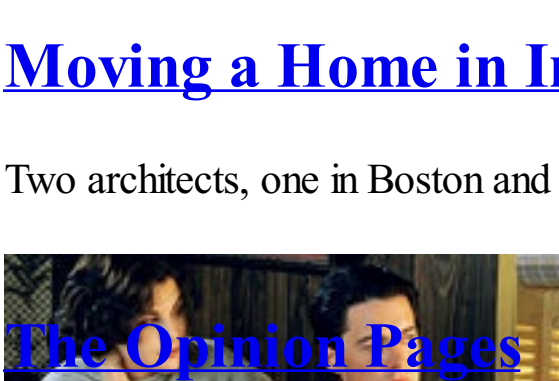 Moving a Home in
Two architects, one in Boston and
The Opinion Pages